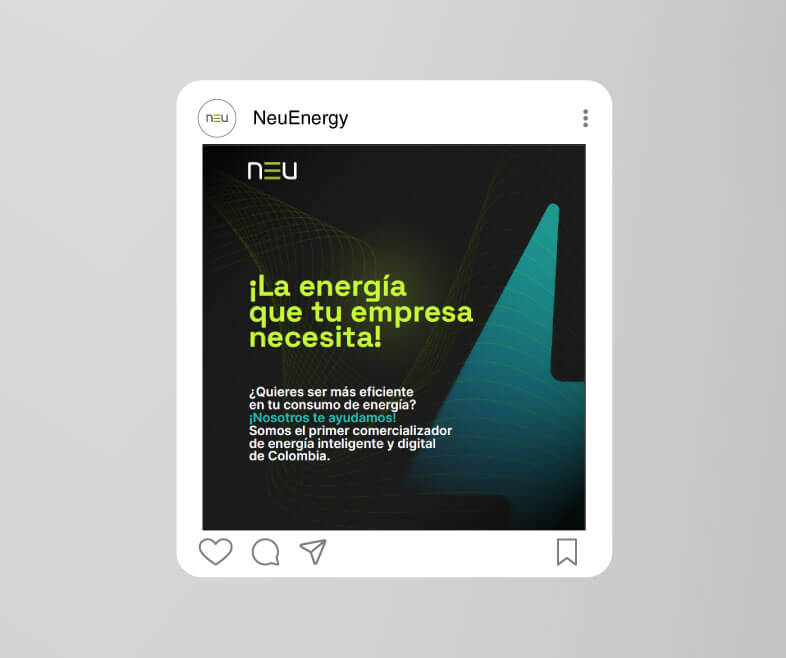 neu
NeuEnergy
neu
¡La energía
que tu empresa
necesita!
¿Quieres ser más eficiente
en tu consumo de energía?
¡Nosotros te ayudamos!
Somos el primer comercializador
de energía inteligente y digital
de Colombia.